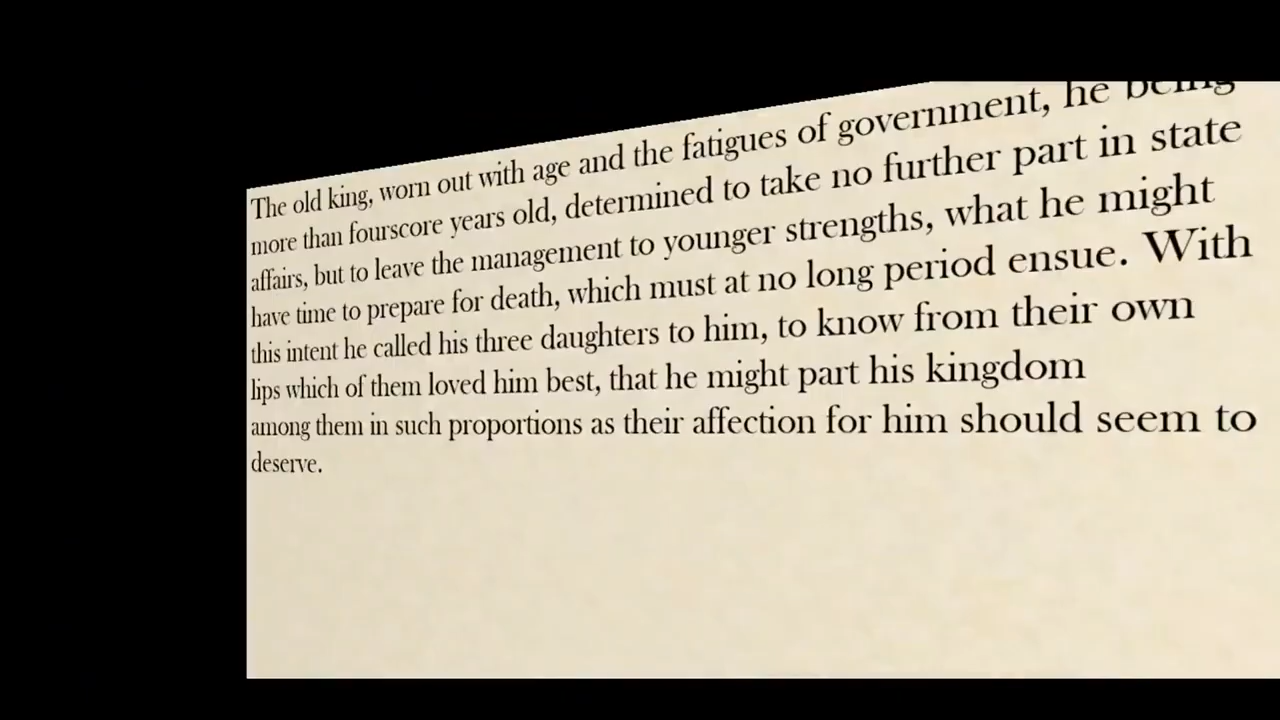 The old king, worn out with age and the fatigues of government, he being
more than fourscore years old, determined to take no further part in state
affairs, but to leave the management to younger strengths, what he might
have time to prepare for death, which must at no long period ensue. With
this intent he called his three daughters to him, to know from their own
lips which of them loved him best, that he might part his kingdom
among them in such proportions as their affection for him should seem to
deserve.